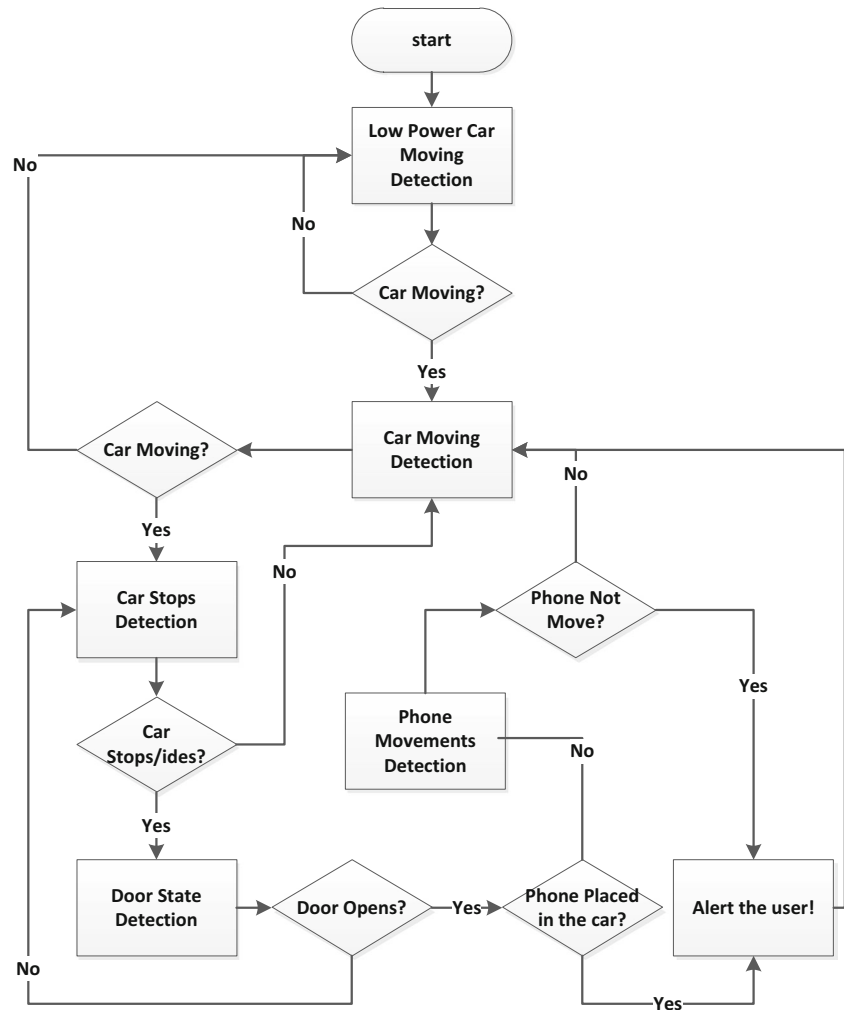 start
Low Power Car
Moving
Detection
No
No
Car Moving?
Yes
Car Moving?
Car Moving
Detection
No
Yes
No
Car Stops
Detection
Phone Not
Move?
Yes
Car
Stops/ides?
Phone
Movements
Detection
No
Yes
Door State
Detection
Door Opens?
Yes
Phone Placed
in the car?
Alert the user!
No
Yes